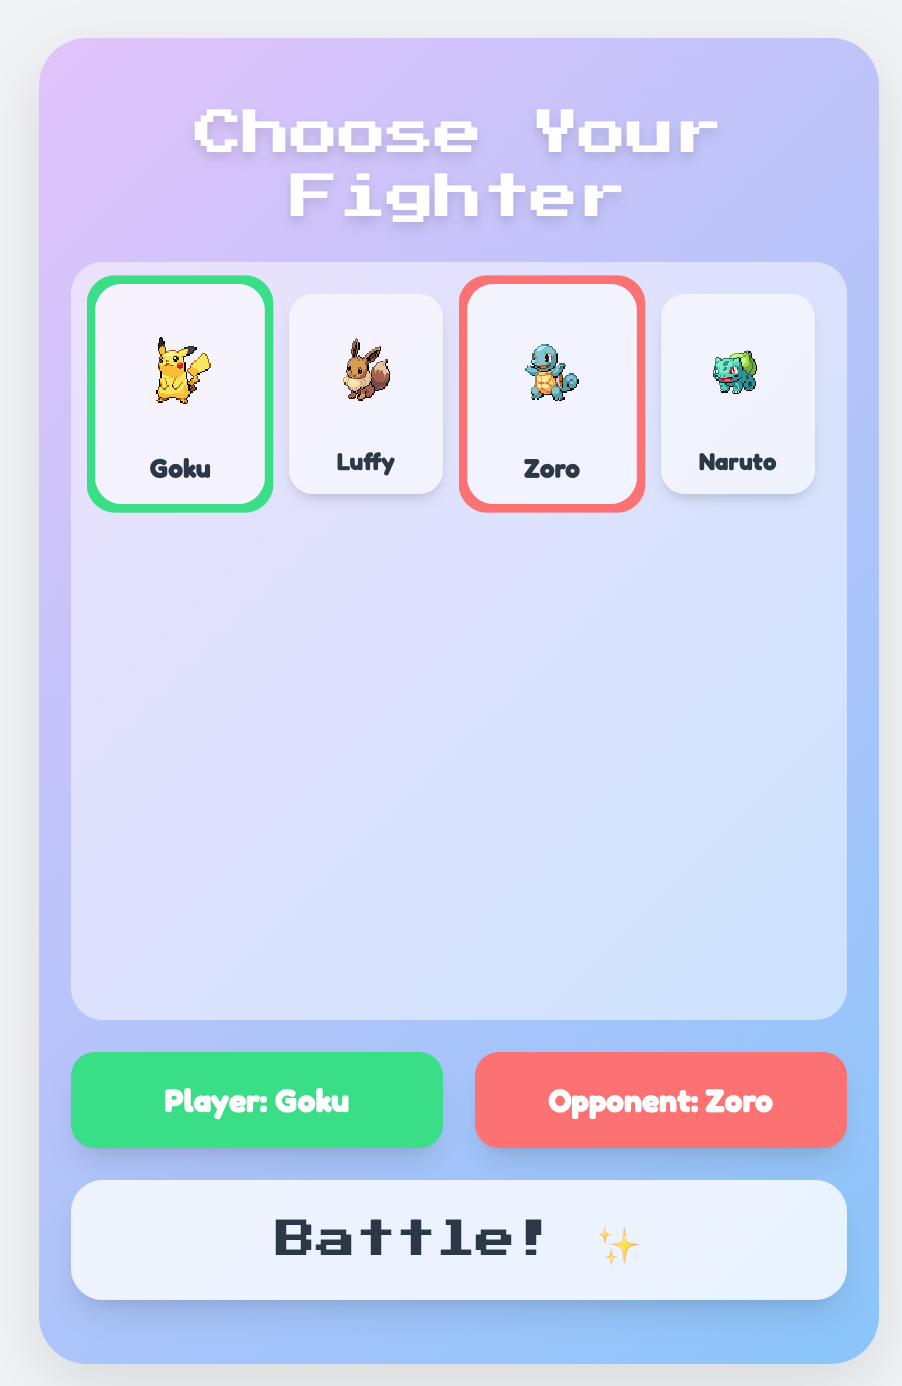 Choose Your
Fighter
Goku
Luffy
Zoro
Naruto
Player: Goku
Opponent: Zoro
Battle! ✨